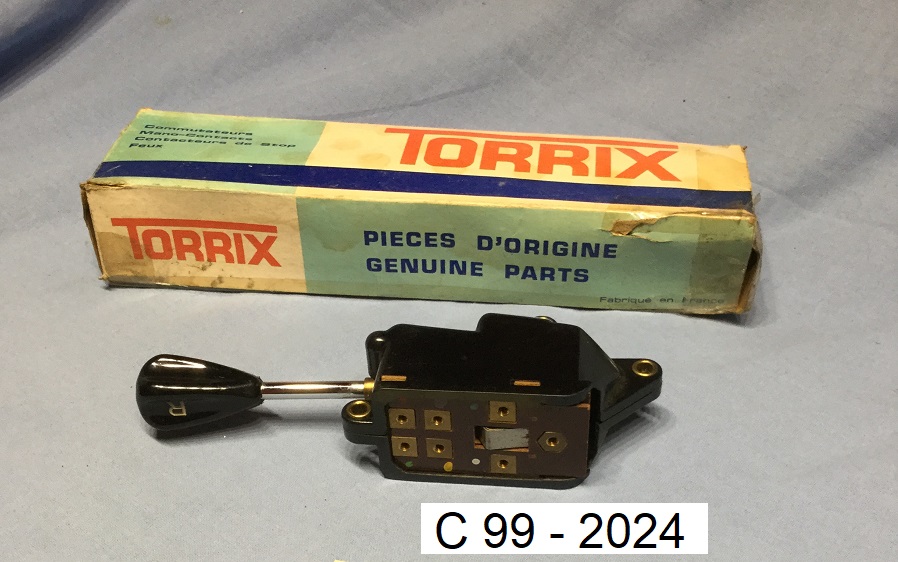 Commutateurs
Mano-Contacts
Contacteurs de Stop
Feux
TORRIX
TORRIX
PIECES D'ORIGINE
GENUINE PARTS
Fabriqué en France
C 99 - 2024